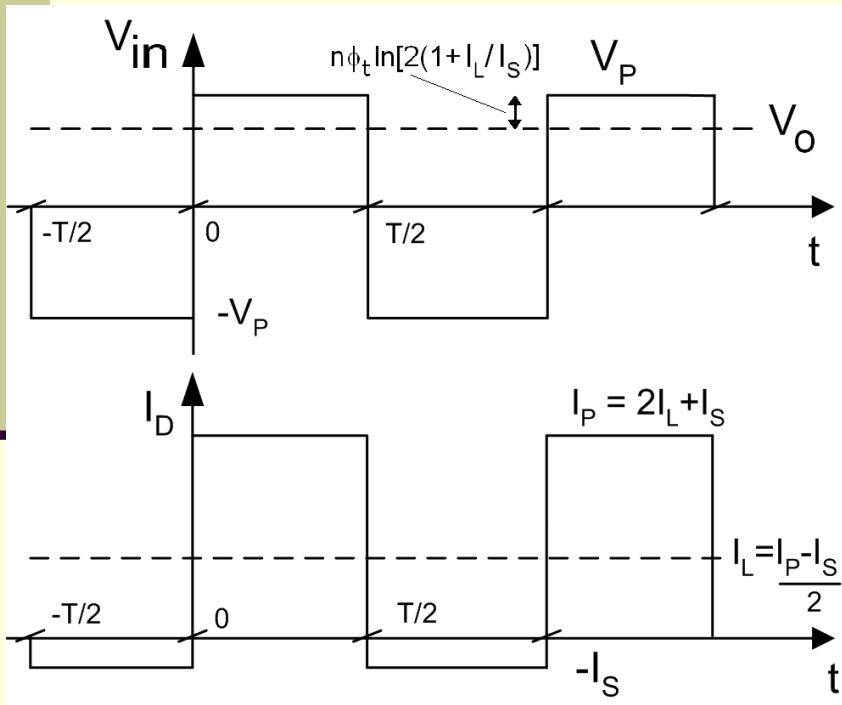 V_in
nϕ_t ln[2(1+I_L/I_S)]
V_P
V_O
-T/2
0
T/2
t
-V_P
I_D
I_P = 2I_L+I_S
I_L=I_P-I_S
2
-T/2
0
T/2
-I_S
t